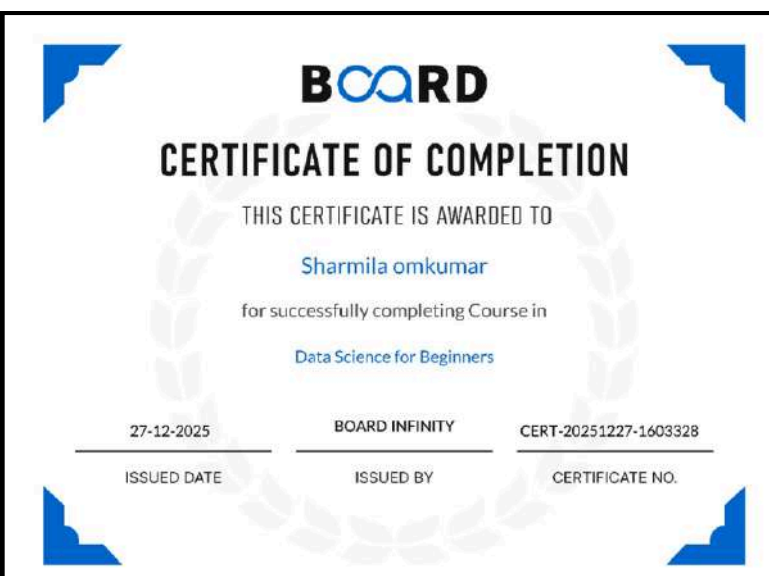 BOARD
CERTIFICATE OF COMPLETION
THIS CERTIFICATE IS AWARDED TO
Sharmila omkumar
for successfully completing Course in
Data Science for Beginners
27-12-2025 BOARD INFINITY CERT-20251227-1603328
ISSUED DATE ISSUED BY CERTIFICATE NO.